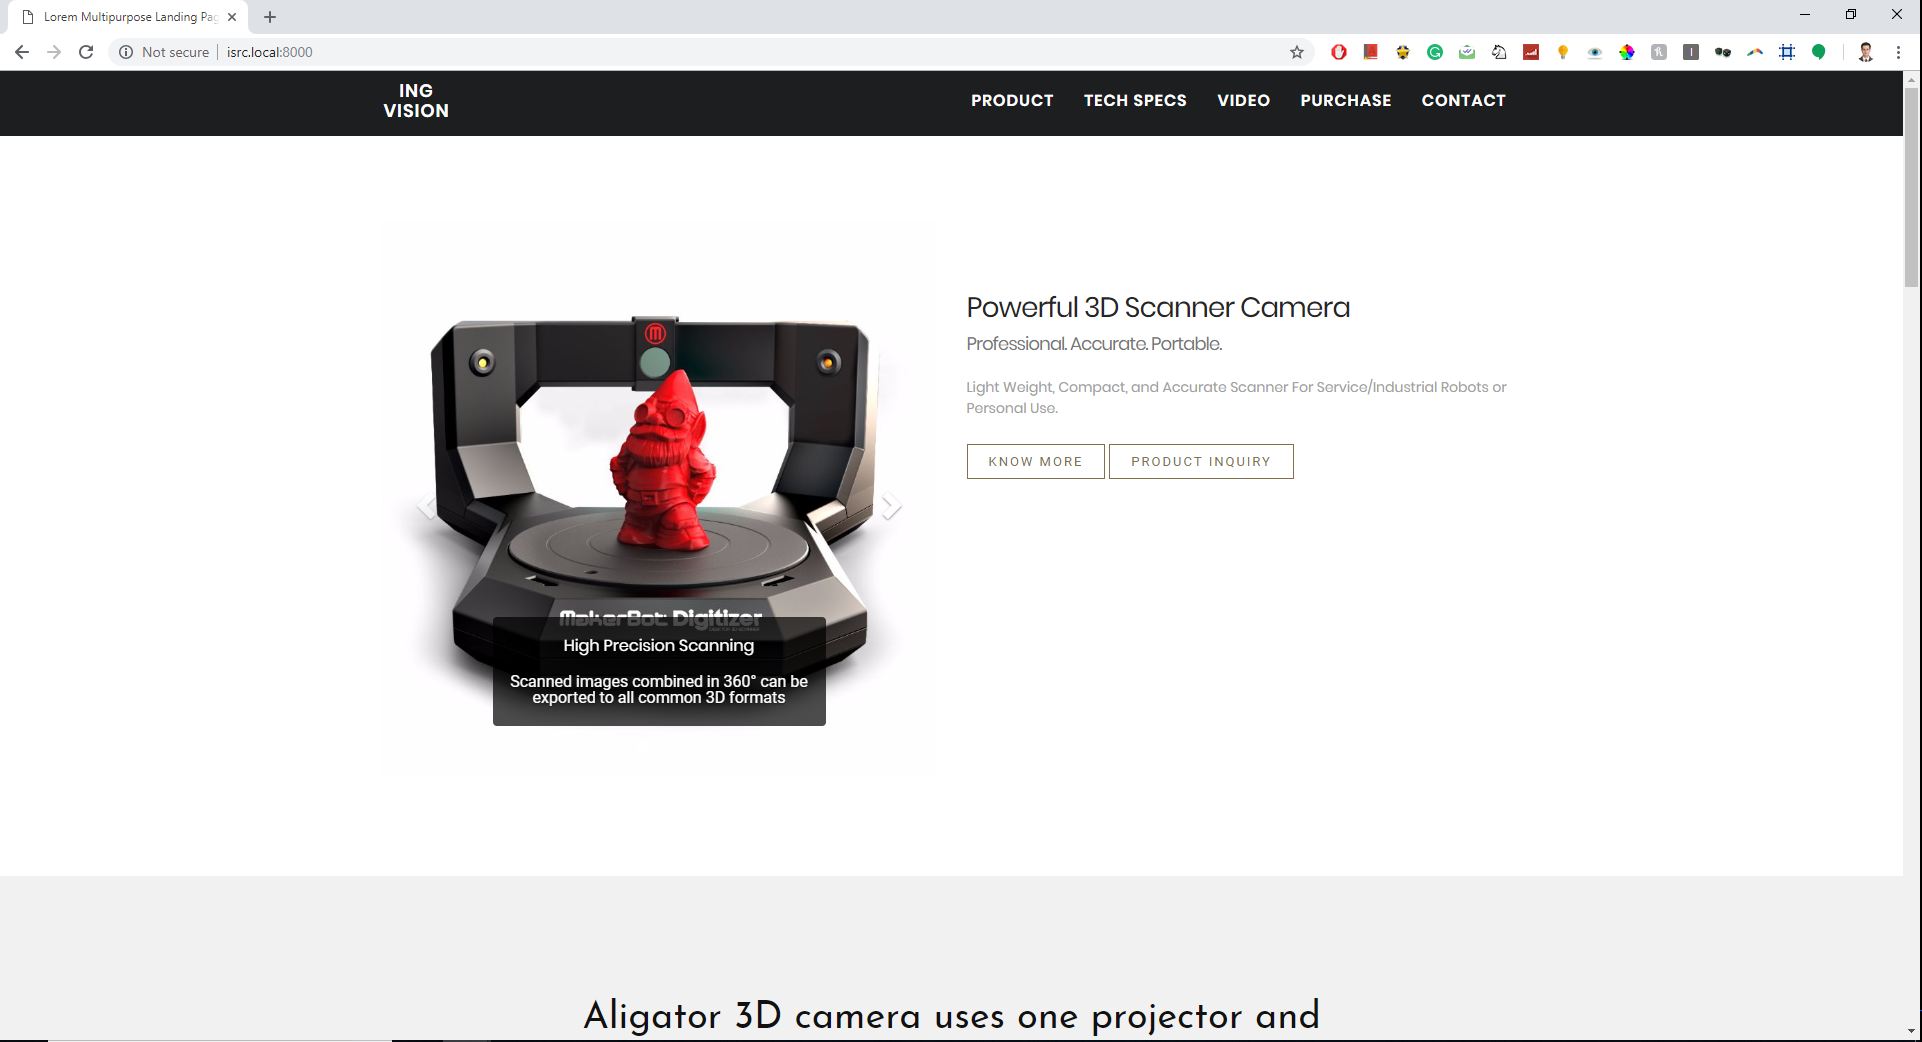 Lorem Multipurpose Landing Pag
Not secure
isrc.local:8000
ING
VISION
PRODUCT TECH SPECS VIDEO PURCHASE CONTACT
Powerful 3D Scanner Camera
Professional. Accurate. Portable.
Light Weight, Compact, and Accurate Scanner For Service/Industrial Robots or
Personal Use.
KNOW MORE PRODUCT INQUIRY
MakerBot Digitizer
High Precision Scanning
Scanned images combined in 360° can be
exported to all common 3D formats
Aligator 3D camera uses one projector and